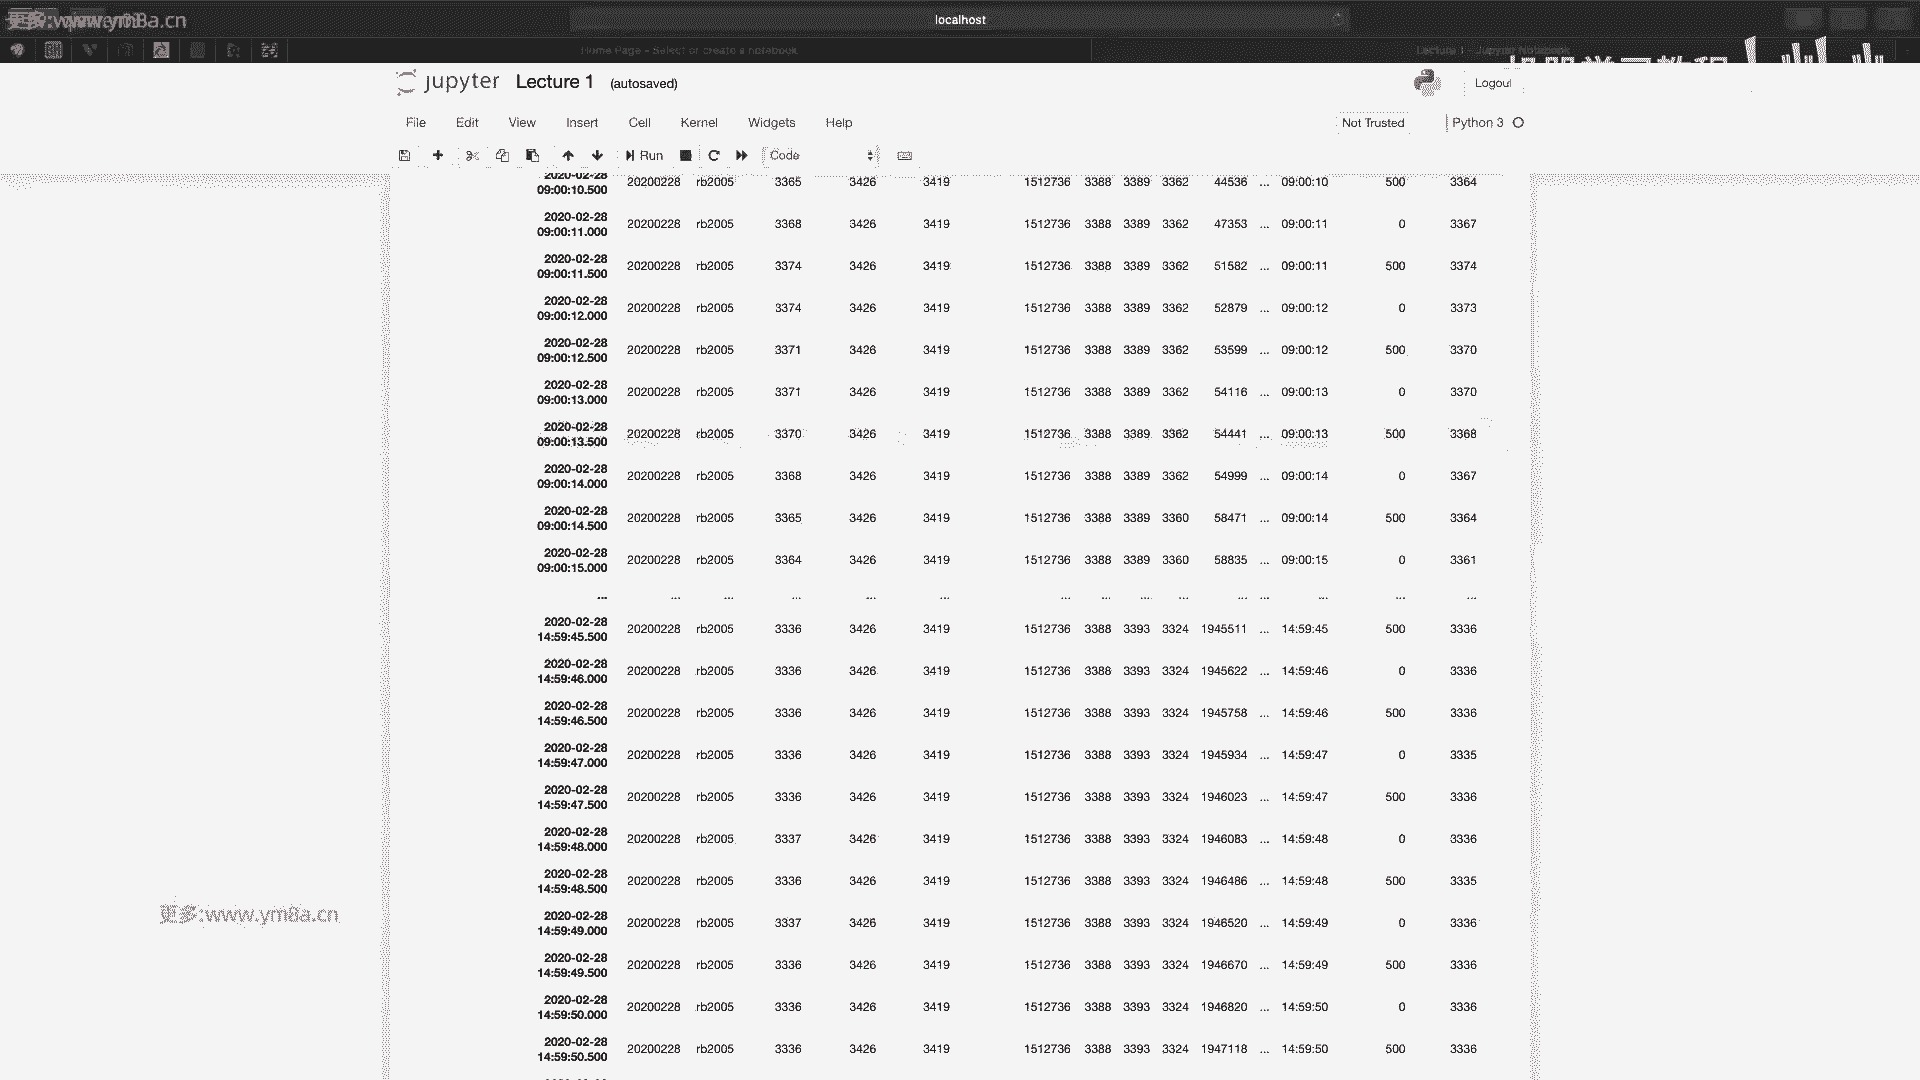 localhost
Home Page - Select or create a notebook
Lecture 1 - Jupyter Notebook
jupyter Lecture 1 (autosaved)
Logout
File Edit View Insert Cell Kernel Widgets Help
Not Trusted
Python 3
Run
Code
2020-02-28
09:00:10.500 20200228 rb2005 3365 3426 3419 1512736 3388 3389 3362 44536 ... 09:00:10 500 3364
2020-02-28
09:00:11.000 20200228 rb2005 3368 3426 3419 1512736 3388 3389 3362 47353 ... 09:00:11 0 3367
2020-02-28
09:00:11.500 20200228 rb2005 3374 3426 3419 1512736 3388 3389 3362 51582 ... 09:00:11 500 3374
2020-02-28
09:00:12.000 20200228 rb2005 3374 3426 3419 1512736 3388 3389 3362 52879 ... 09:00:12 0 3373
2020-02-28
09:00:12.500 20200228 rb2005 3371 3426 3419 1512736 3388 3389 3362 53599 ... 09:00:12 500 3370
2020-02-28
09:00:13.000 20200228 rb2005 3371 3426 3419 1512736 3388 3389 3362 54116 ... 09:00:13 0 3370
2020-02-28
09:00:13.500 20200228 rb2005 3370 3426 3419 1512736 3388 3389 3362 54441 ... 09:00:13 500 3368
2020-02-28
09:00:14.000 20200228 rb2005 3368 3426 3419 1512736 3388 3389 3362 54999 ... 09:00:14 0 3367
2020-02-28
09:00:14.500 20200228 rb2005 3365 3426 3419 1512736 3388 3389 3360 58471 ... 09:00:14 500 3364
2020-02-28
09:00:15.000 20200228 rb2005 3364 3426 3419 1512736 3388 3389 3360 58835 ... 09:00:15 0 3361
... ... ... ... ... ... ... ... ... ... ... ... ... ... ...
2020-02-28
14:59:45.500 20200228 rb2005 3336 3426 3419 1512736 3388 3393 3324 1945511 ... 14:59:45 500 3336
2020-02-28
14:59:46.000 20200228 rb2005 3336 3426 3419 1512736 3388 3393 3324 1945622 ... 14:59:46 0 3336
2020-02-28
14:59:46.500 20200228 rb2005 3336 3426 3419 1512736 3388 3393 3324 1945758 ... 14:59:46 500 3336
2020-02-28
14:59:47.000 20200228 rb2005 3336 3426 3419 1512736 3388 3393 3324 1945934 ... 14:59:47 0 3335
2020-02-28
14:59:47.500 20200228 rb2005 3336 3426 3419 1512736 3388 3393 3324 1946023 ... 14:59:47 500 3336
2020-02-28
14:59:48.000 20200228 rb2005 3337 3426 3419 1512736 3388 3393 3324 1946083 ... 14:59:48 0 3336
2020-02-28
14:59:48.500 20200228 rb2005 3336 3426 3419 1512736 3388 3393 3324 1946486 ... 14:59:48 500 3335
2020-02-28
14:59:49.000 20200228 rb2005 3337 3426 3419 1512736 3388 3393 3324 1946520 ... 14:59:49 0 3336
2020-02-28
14:59:49.500 20200228 rb2005 3336 3426 3419 1512736 3388 3393 3324 1946670 ... 14:59:49 500 3336
2020-02-28
14:59:50.000 20200228 rb2005 3336 3426 3419 1512736 3388 3393 3324 1946820 ... 14:59:50 0 3336
2020-02-28
14:59:50.500 20200228 rb2005 3336 3426 3419 1512736 3388 3393 3324 1947118 ... 14:59:50 500 3336
更多:www.ym8a.cn